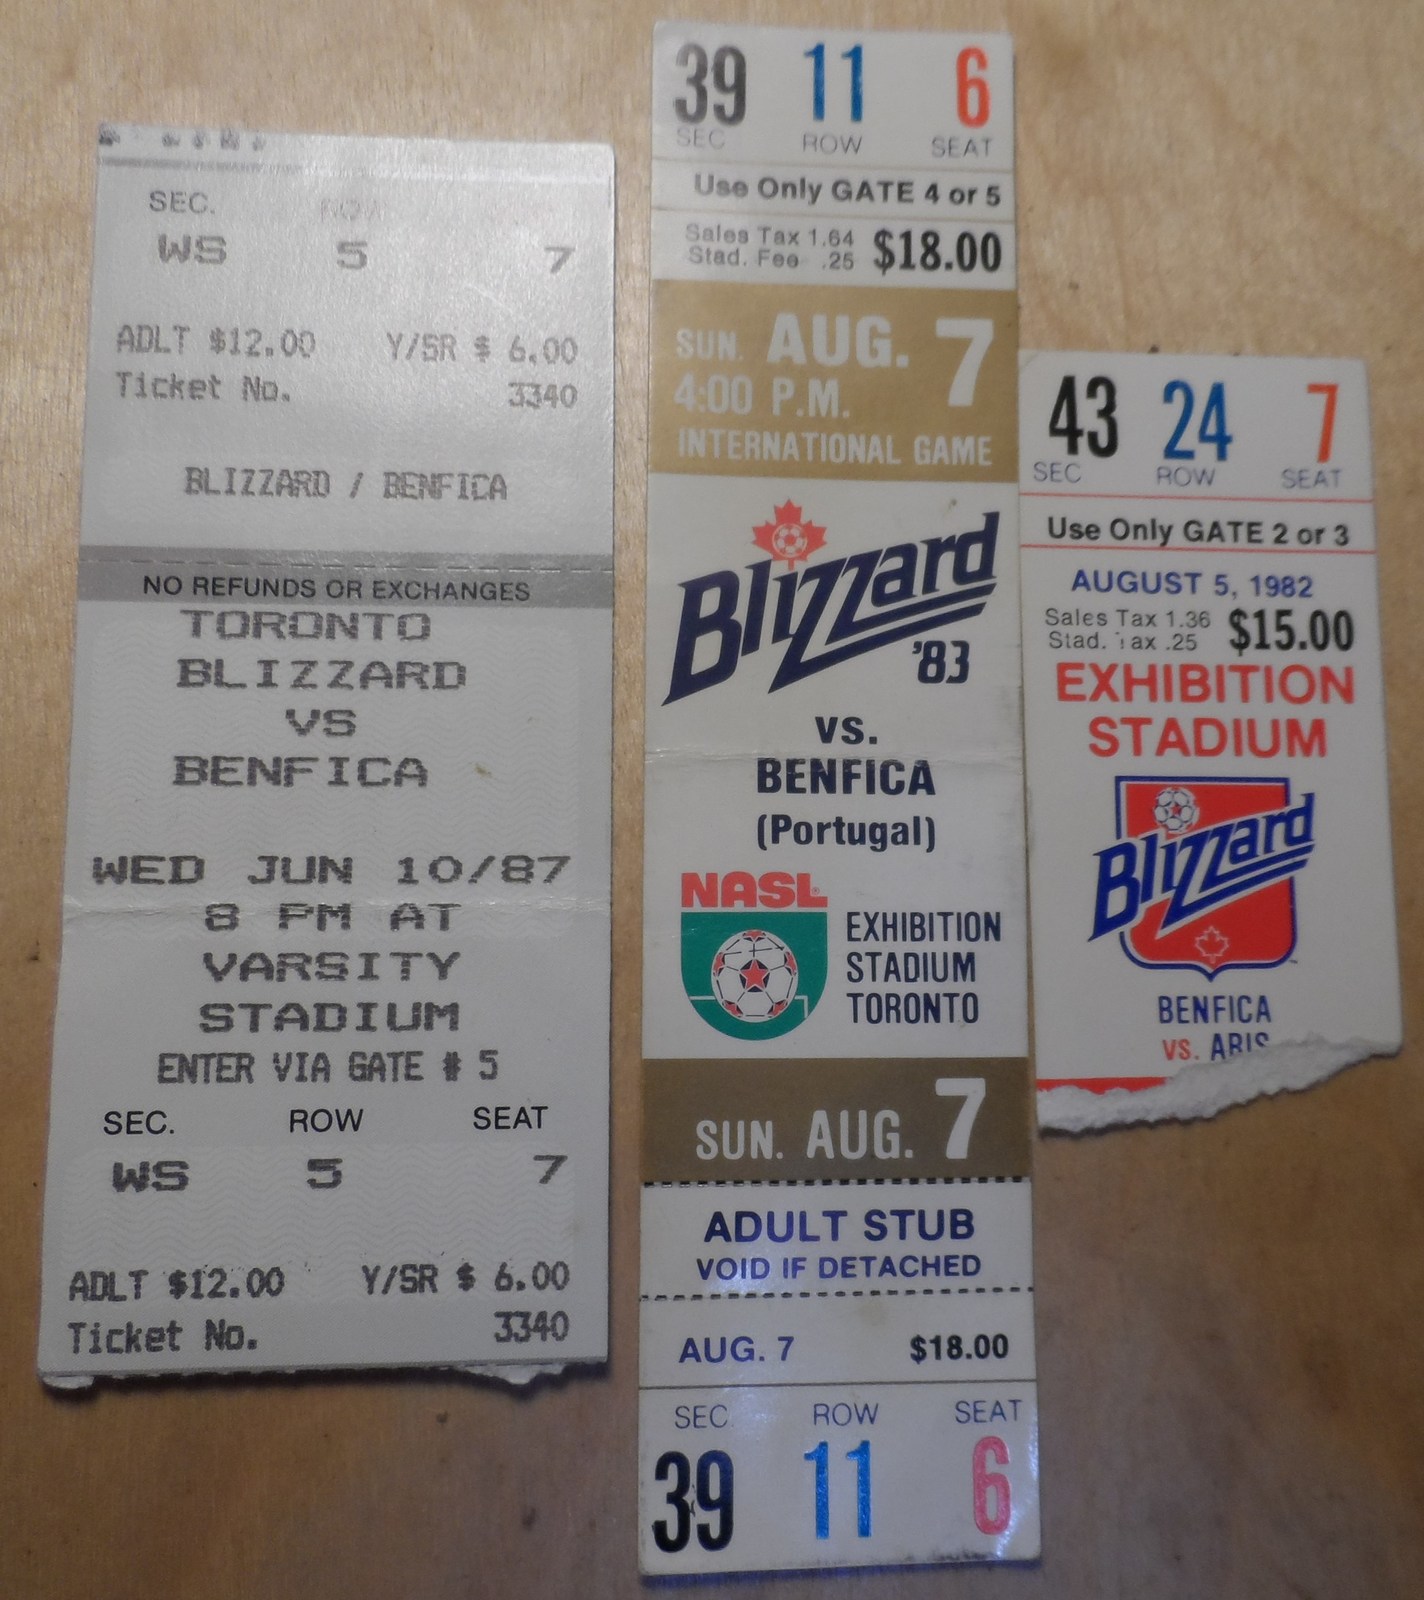 SEC. ROW
WS 5 7
ADLT $12.00 Y/SR $ 6.00
Ticket No. 3340
BLIZZARD / BENFICA
NO REFUNDS OR EXCHANGES
TORONTO
BLIZZARD
VS
BENFICA
WED JUN 10/87
8 PM AT
VARSITY
STADIUM
ENTER VIA GATE # 5
SEC. ROW SEAT
WS 5 7
ADLT $12.00 Y/SR $ 6.00
Ticket No. 3340
39 11 6
SEC ROW SEAT
Use Only GATE 4 or 5
Sales Tax 1.64
Stad. Fee .25 $18.00
SUN. AUG. 7
4:00 P.M.
INTERNATIONAL GAME
Blizzard
'83
VS.
BENFICA
(Portugal)
NASL
EXHIBITION
STADIUM
TORONTO
SUN. AUG. 7
ADULT STUB
VOID IF DETACHED
AUG. 7 $18.00
SEC ROW SEAT
39 11 6
43 24 7
SEC ROW SEAT
Use Only GATE 2 or 3
AUGUST 5, 1982
Sales Tax 1.36
Stad. Tax .25 $15.00
EXHIBITION
STADIUM
Blizzard
BENFICA
VS. ARIS